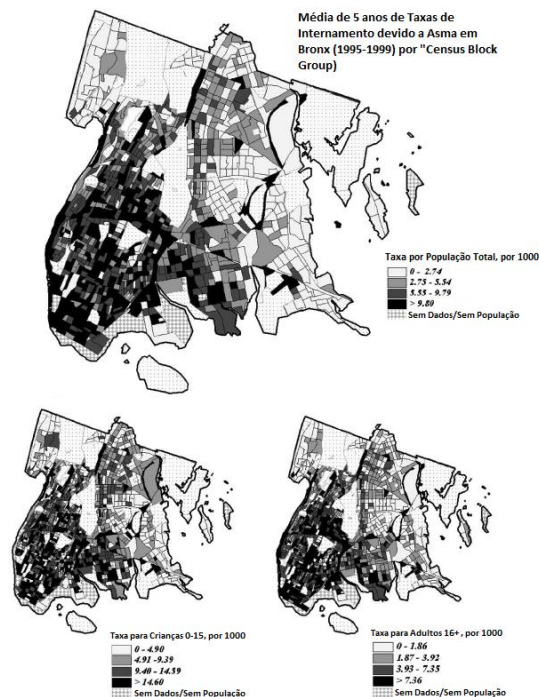 Média de 5 anos de Taxas de
Internamento devido a Asma em
Bronx (1995-1999) por "Census Block
Group)
Taxa por População Total, por 1000
0 - 2.74
2.75 - 5.54
5.55 - 9.79
> 9.80
Sem Dados/Sem População
Taxa para Crianças 0-15, por 1000
0 - 4.90
4.91 -9.39
9.40 - 14.59
> 14.60
Sem Dados/Sem População
Taxa para Adultos 16+ , por 1000
0 - 1.86
1.87 - 3.92
3.93 - 7.35
> 7.36
Sem Dados/Sem População